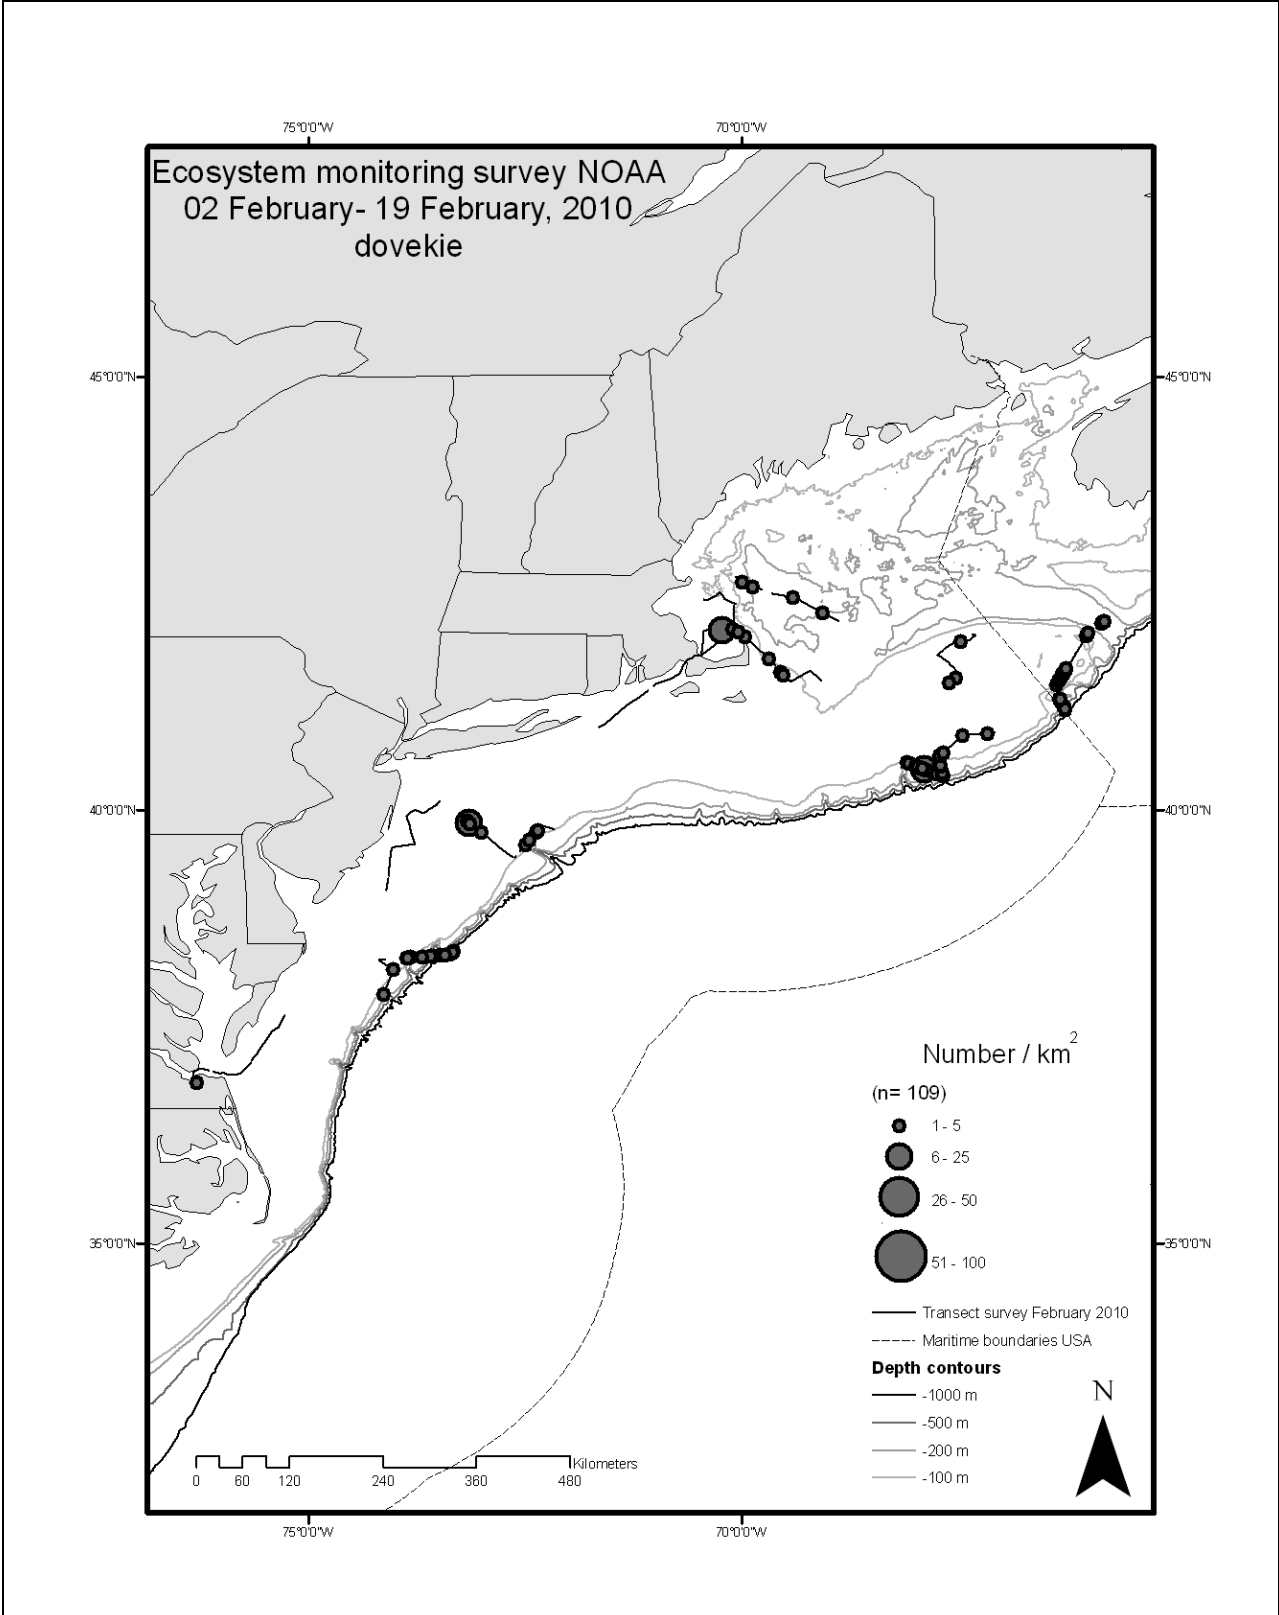 75°0'0"W
70°0'0"W
Ecosystem monitoring survey NOAA
02 February- 19 February, 2010
dovekie
45°0'0"N
45°0'0"N
40°0'0"N
40°0'0"N
35°0'0"N
35°0'0"N
Number / km2
(n= 109)
1 - 5
6 - 25
26 - 50
51 - 100
Transect survey February 2010
Maritime boundaries USA
Depth contours
-1000 m
-500 m
-200 m
-100 m
N
Kilometers
0 60 120 240 360 480
75°0'0"W
70°0'0"W